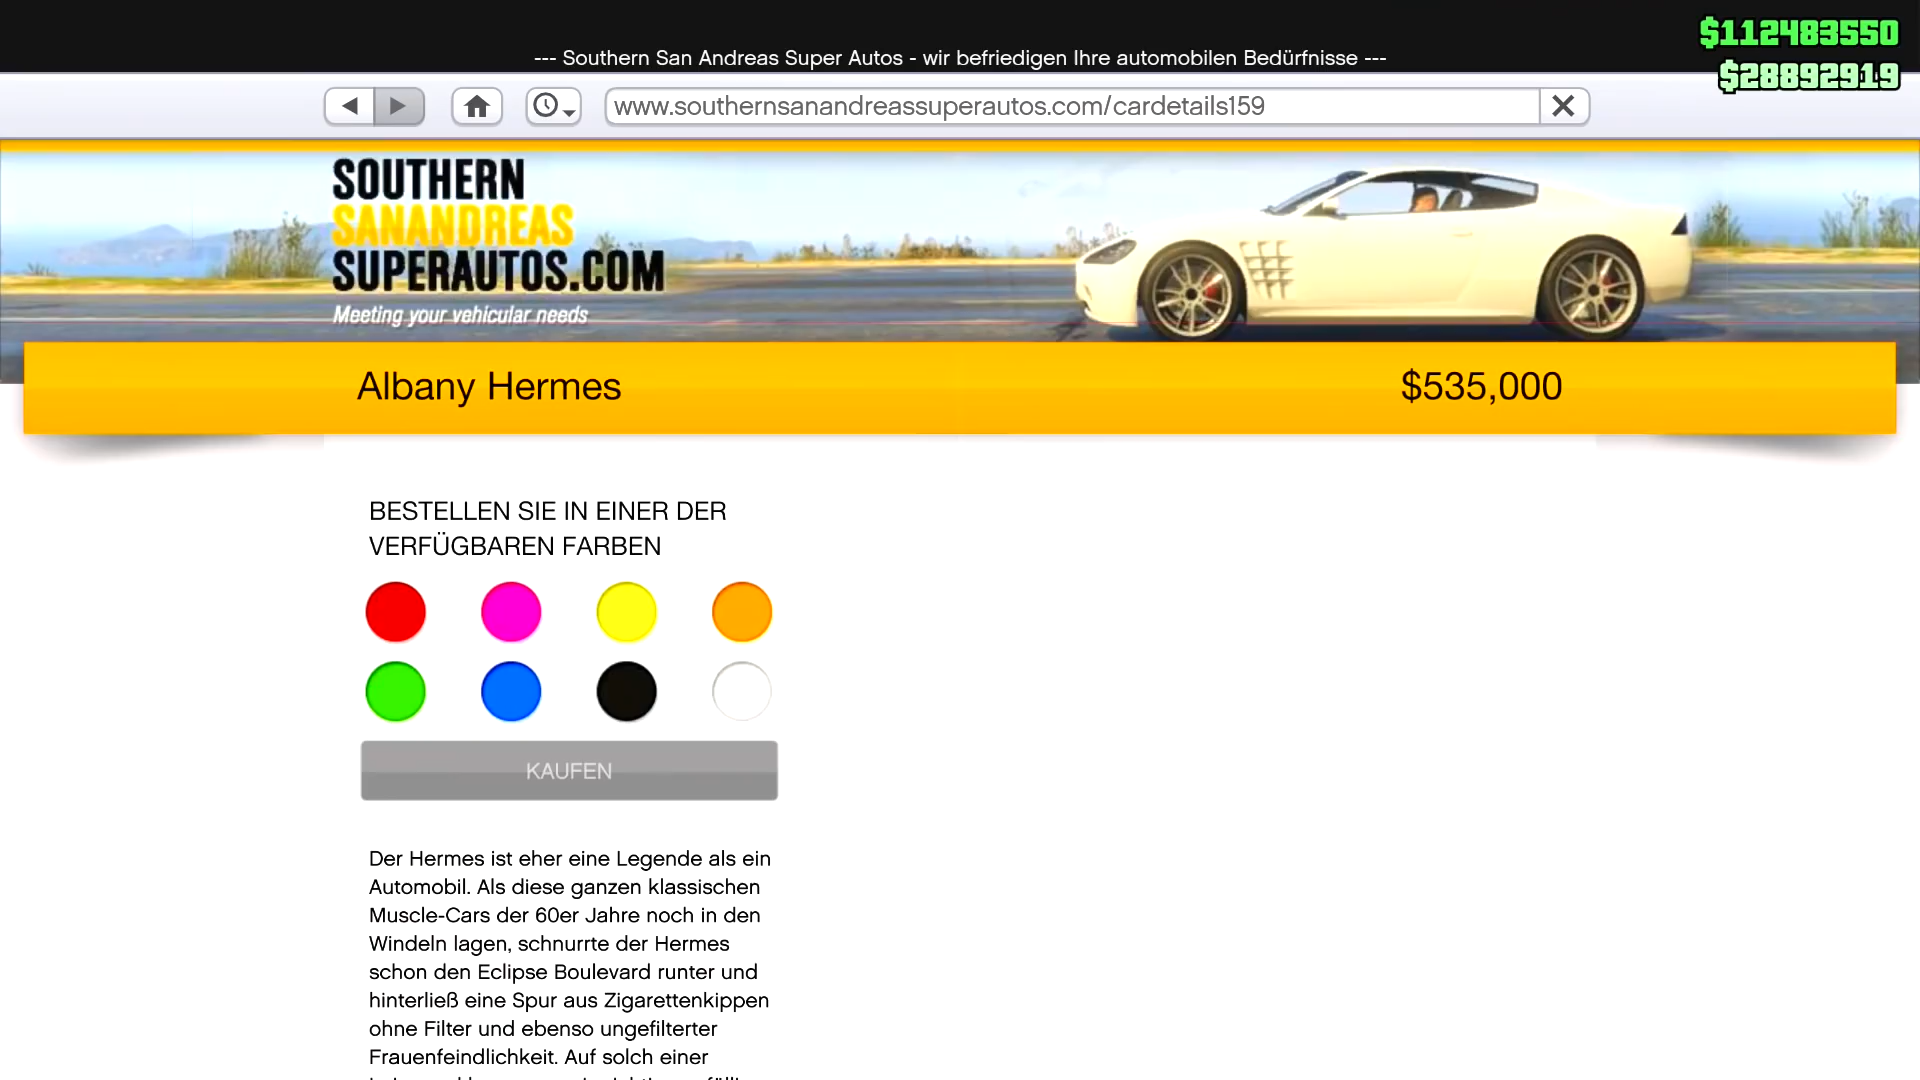 $112483550
--- Southern San Andreas Super Autos - wir befriedigen Ihre automobilen Bedürfnisse ---
$28892919
www.southernsanandreassuperautos.com/cardetails159
SOUTHERN
SANANDREAS
SUPERAUTOS.COM
Meeting your vehicular needs
Albany Hermes
$535,000
BESTELLEN SIE IN EINER DER
VERFÜGBAREN FARBEN
KAUFEN
Der Hermes ist eher eine Legende als ein
Automobil. Als diese ganzen klassischen
Muscle-Cars der 60er Jahre noch in den
Windeln lagen, schnurrte der Hermes
schon den Eclipse Boulevard runter und
hinterließ eine Spur aus Zigarettenkippen
ohne Filter und ebenso ungefilterter
Frauenfeindlichkeit. Auf solch einer